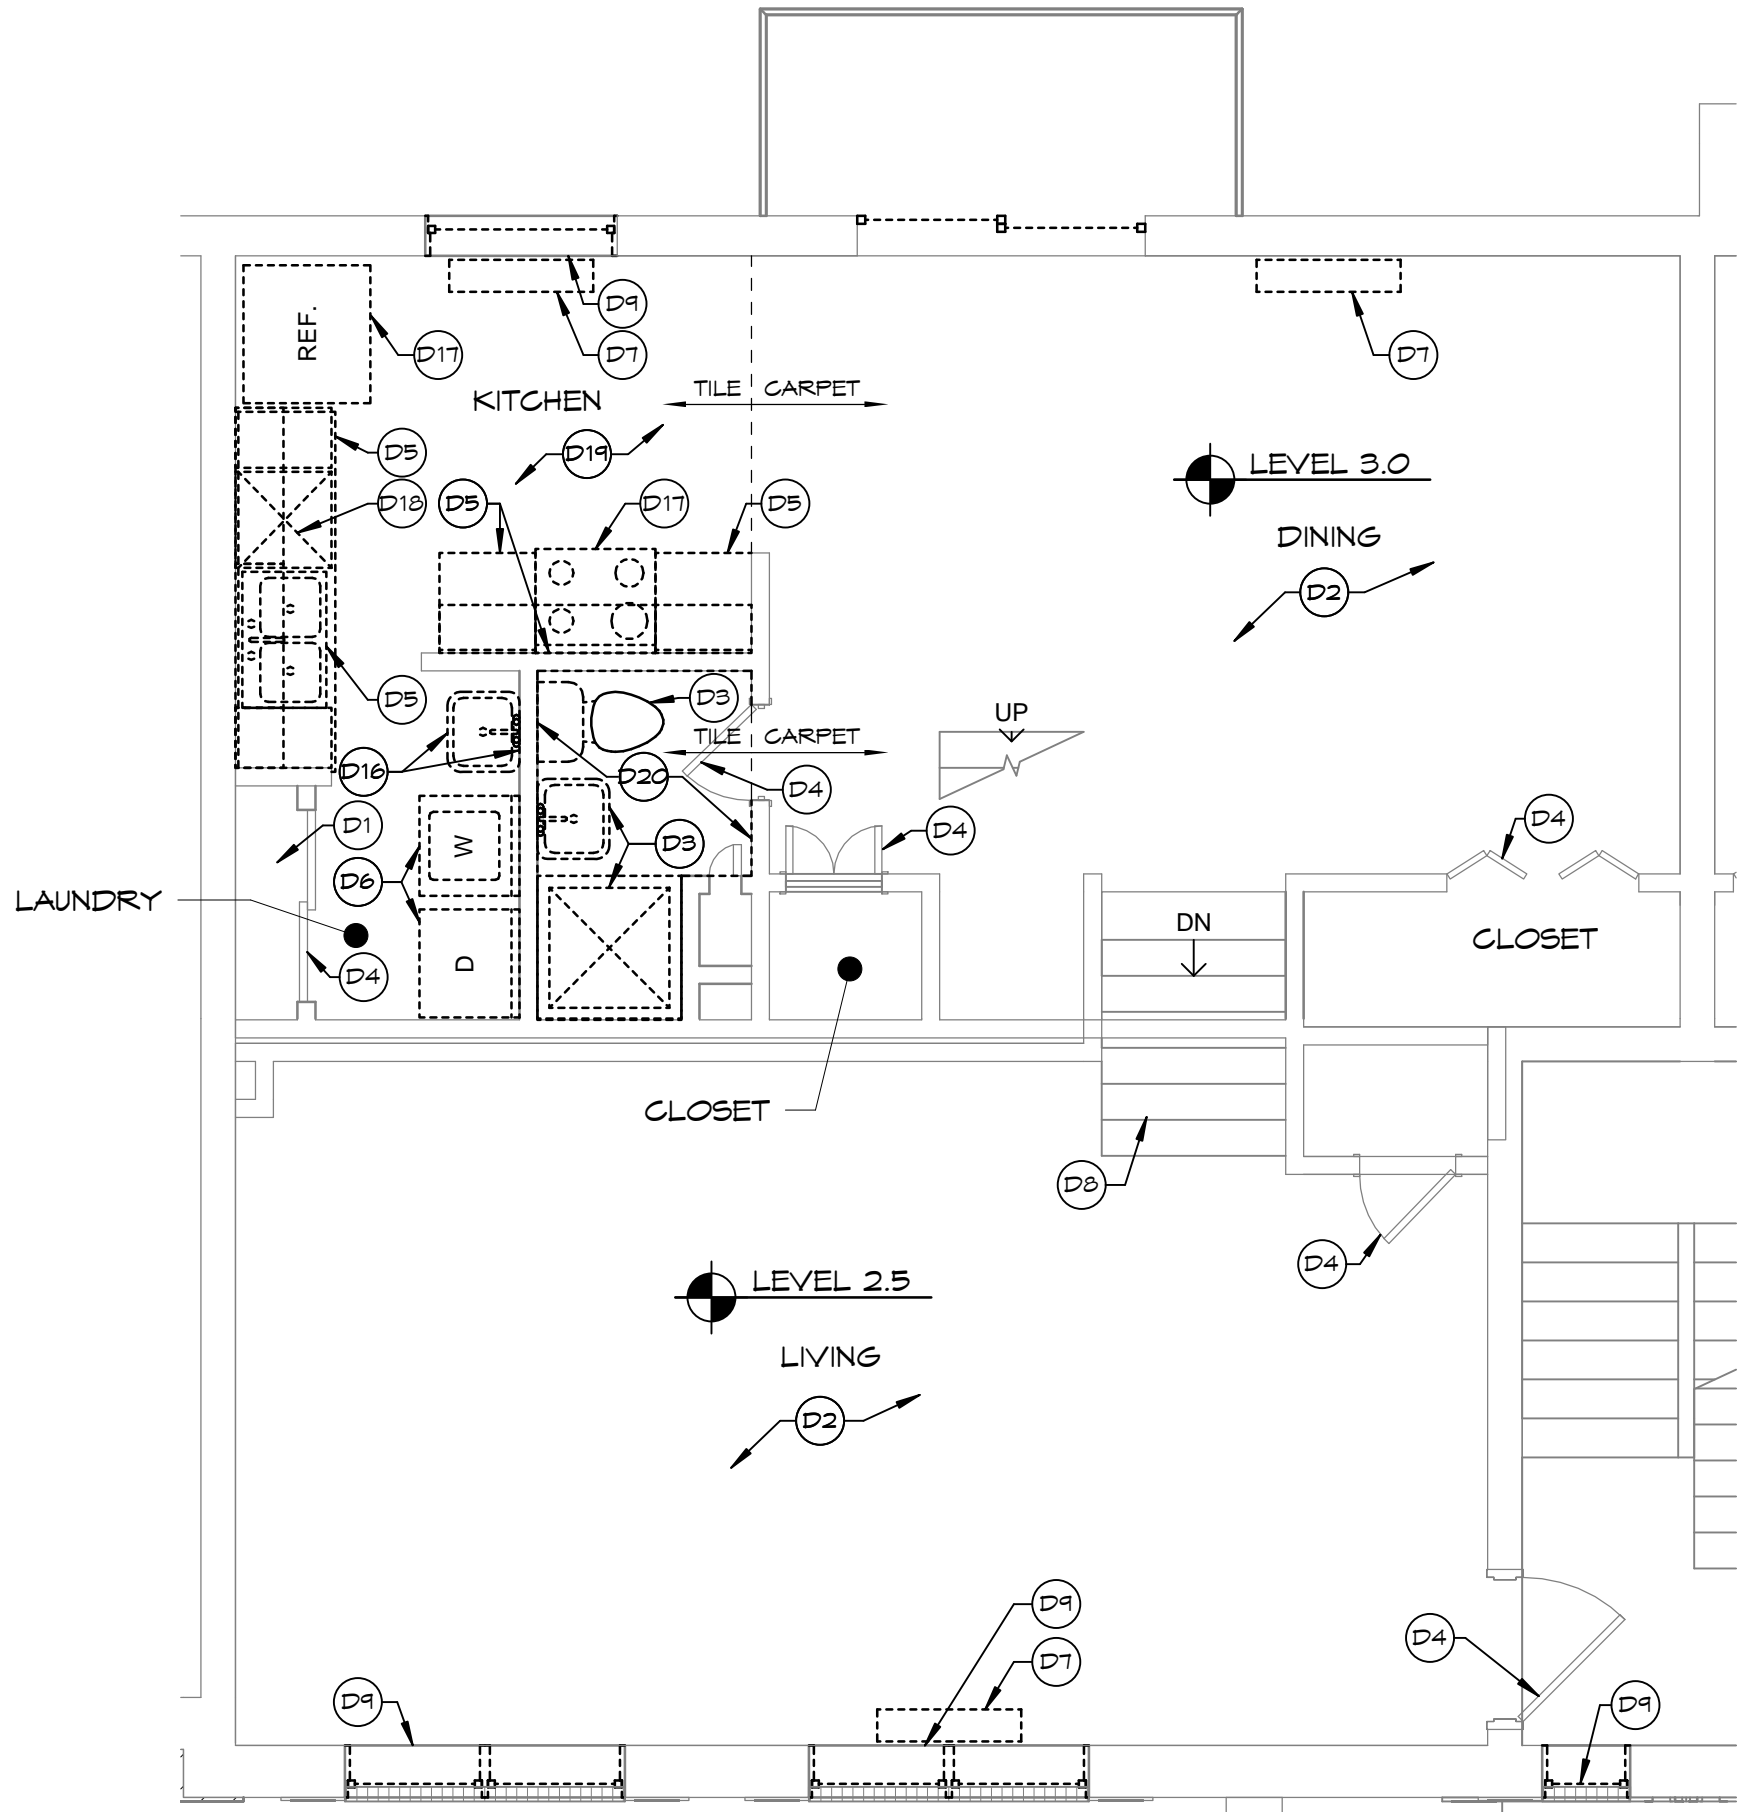 D9
REF.
D17
D7
D7
TILE CARPET
KITCHEN
D5
D19
LEVEL 3.0
D18
D5
D17
D5
DINING
D2
D5
D3
UP
TILE CARPET
D16
D20
D4
D1
W
D3
D4
D4
D6
LAUNDRY
DN
CLOSET
D
D4
CLOSET
D8
D4
LEVEL 2.5
LIVING
D2
D9
D4
D7
D9
D9